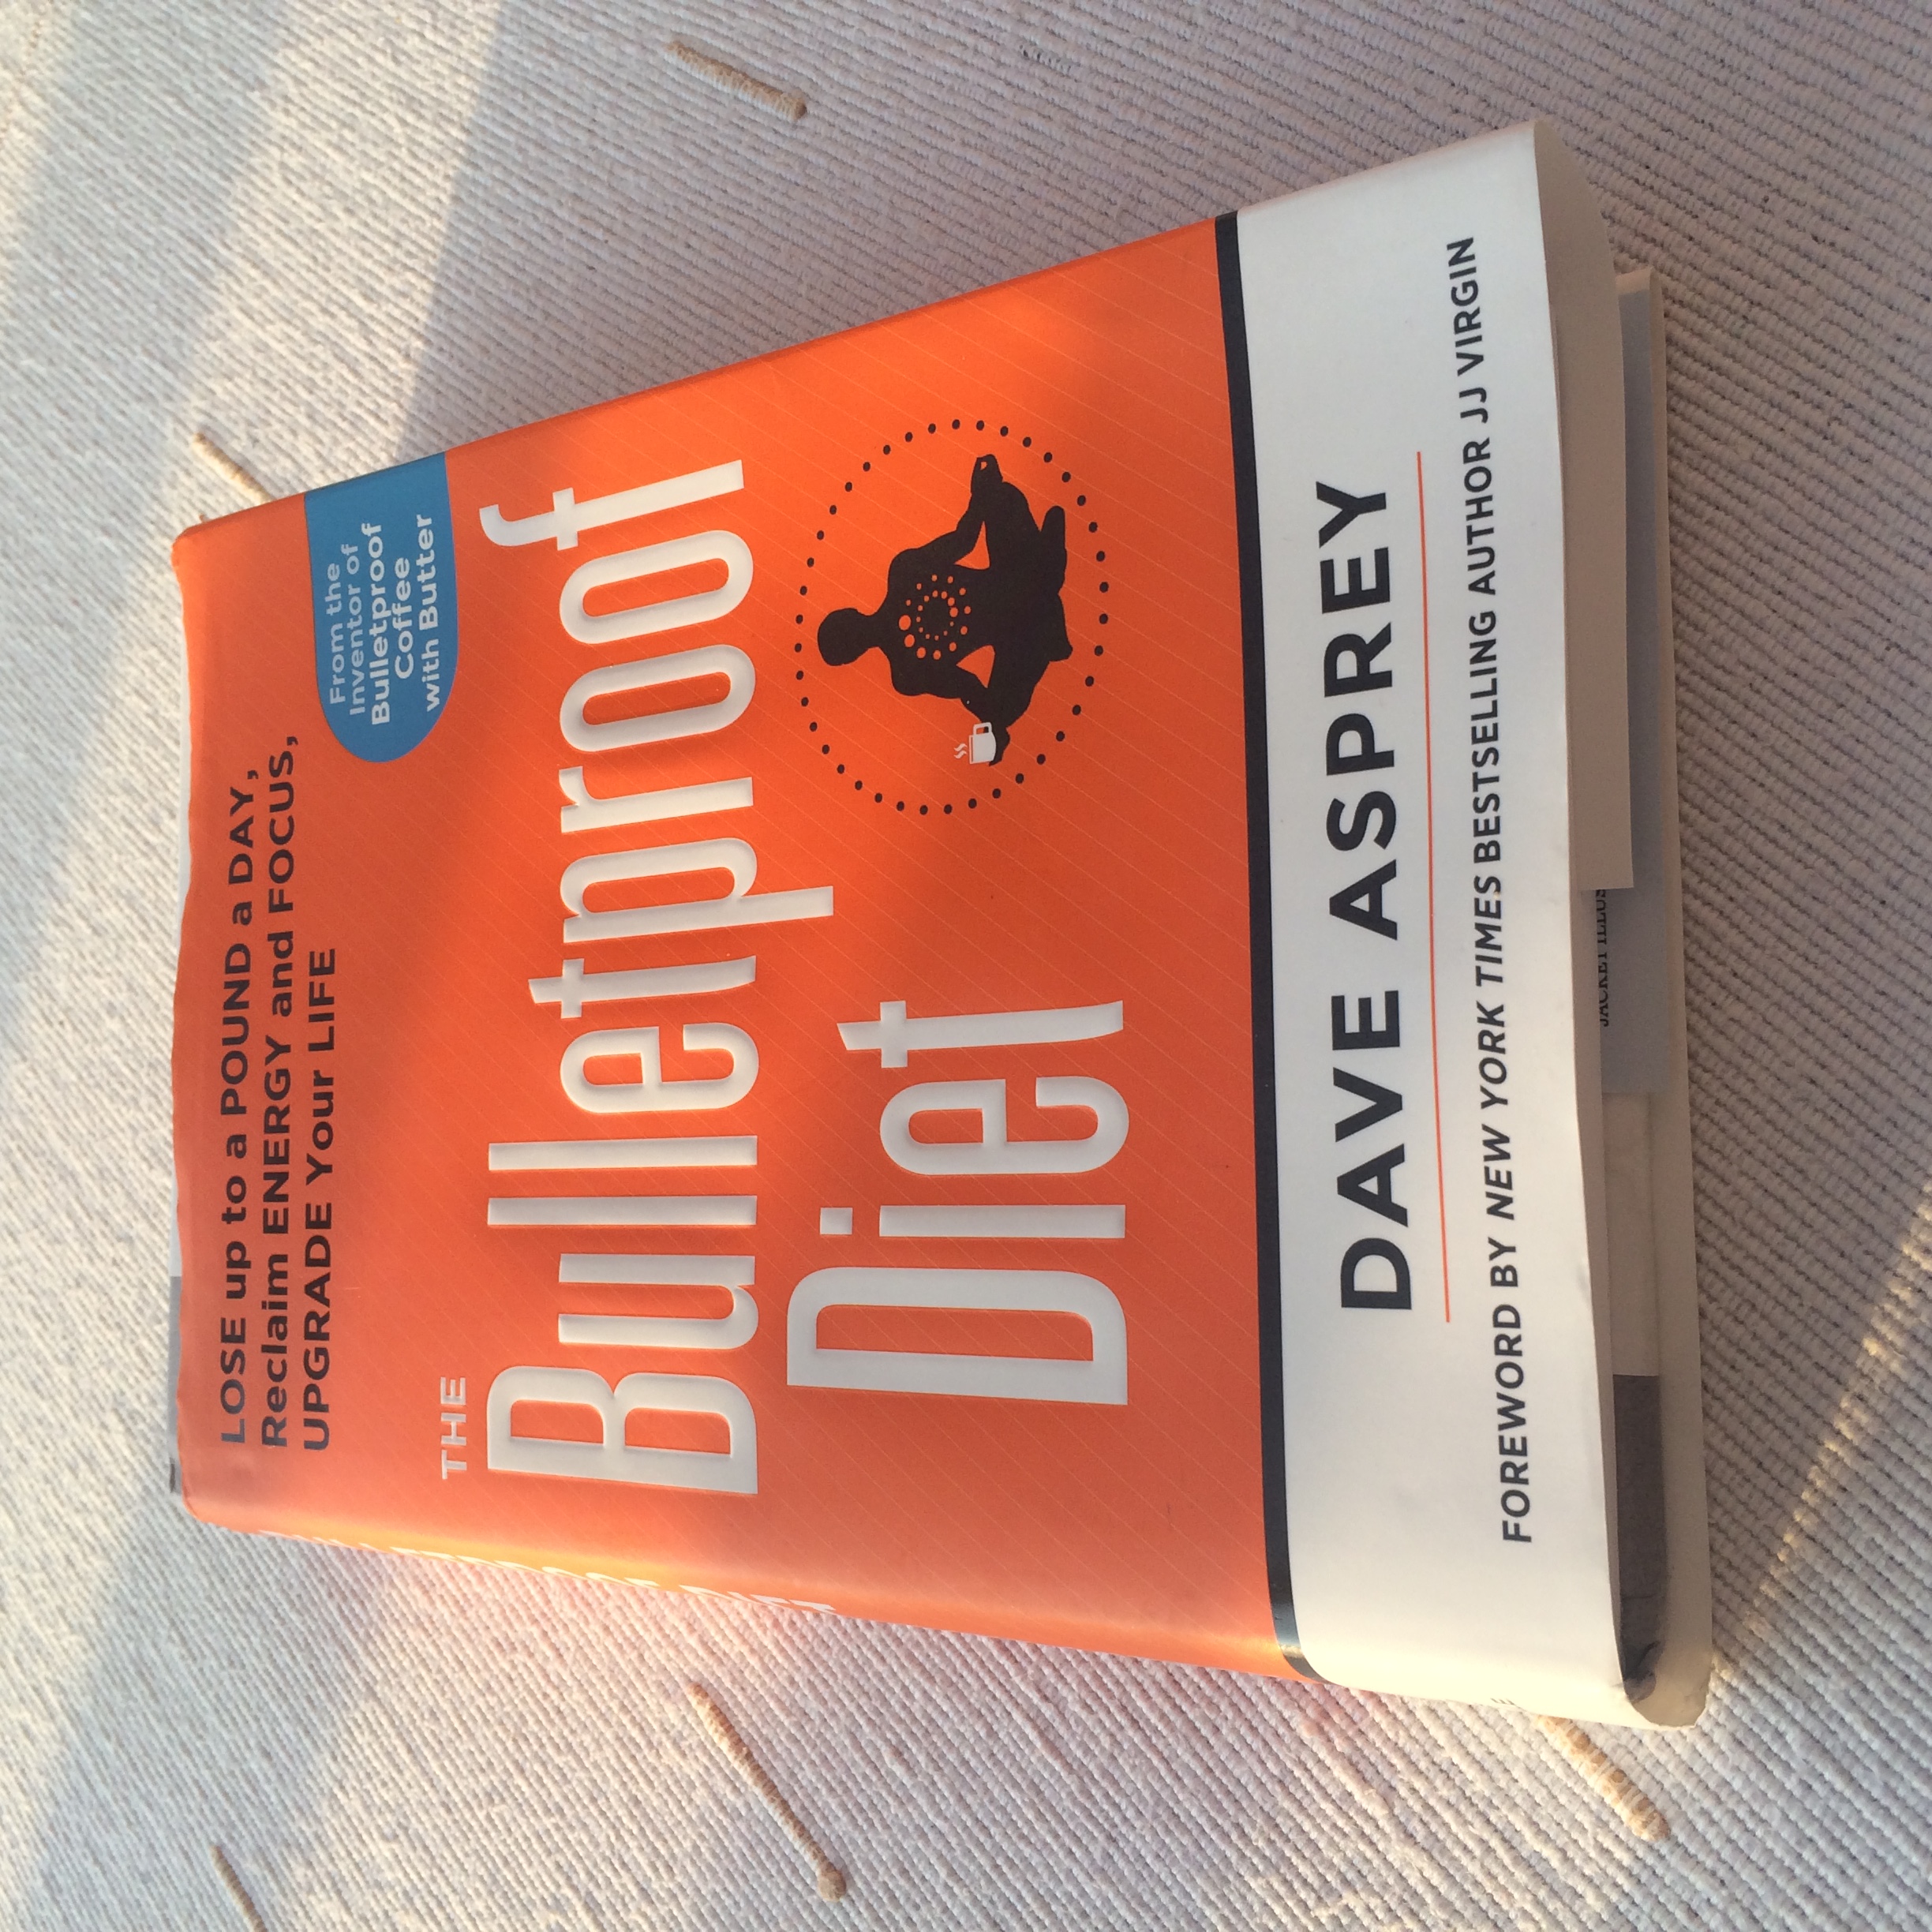 LOSE up to a POUND a DAY,
Reclaim ENERGY and FOCUS,
UPGRADE Your LIFE
From the
Inventor of
Bulletproof
Coffee
with Butter
THE
Bulletproof
Diet
DAVE ASPREY
FOREWORD BY NEW YORK TIMES BESTSELLING AUTHOR JJ VIRGIN
JACKET